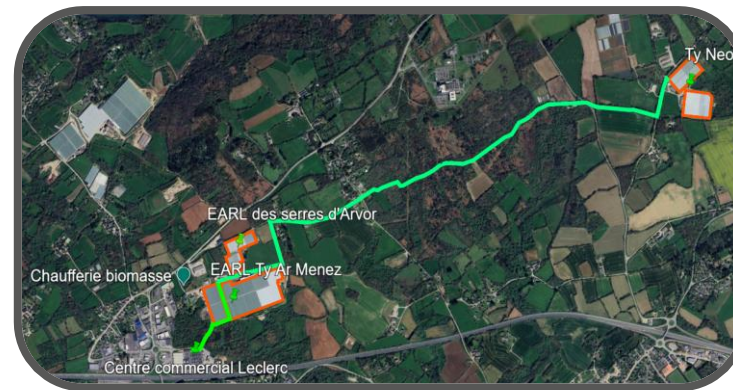 Ty Neo
EARL des serres d'Arvor
EARL Ty Ar Menez
Chaufferie biomasse
Centre commercial Leclerc